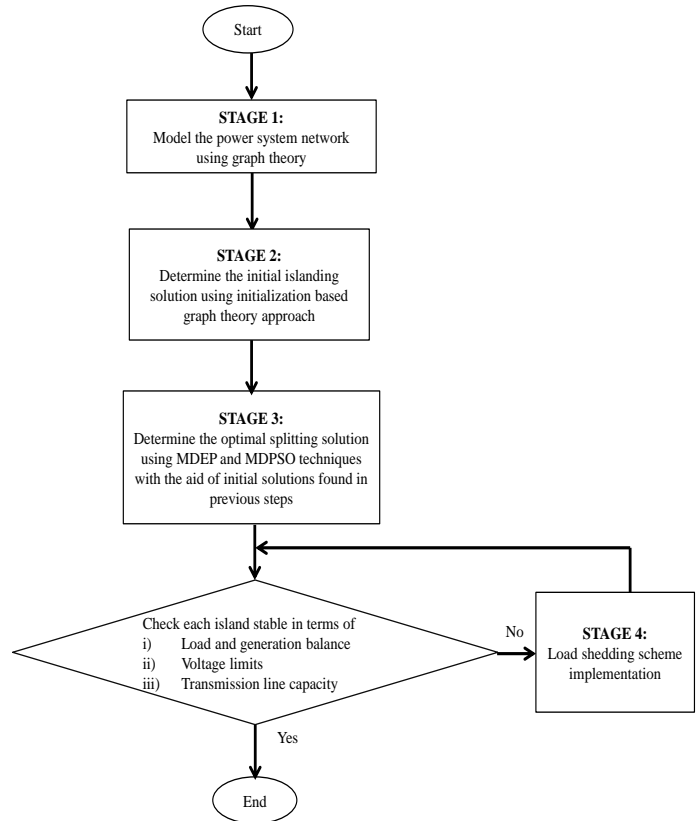 Start
STAGE 1:
Model the power system network
using graph theory
STAGE 2:
Determine the initial islanding
solution using initialization based
graph theory approach
STAGE 3:
Determine the optimal splitting solution
using MDEP and MDPSO techniques
with the aid of initial solutions found in
previous steps
Check each island stable in terms of
i) Load and generation balance
ii) Voltage limits
iii) Transmission line capacity
No
STAGE 4:
Load shedding scheme
implementation
Yes
End